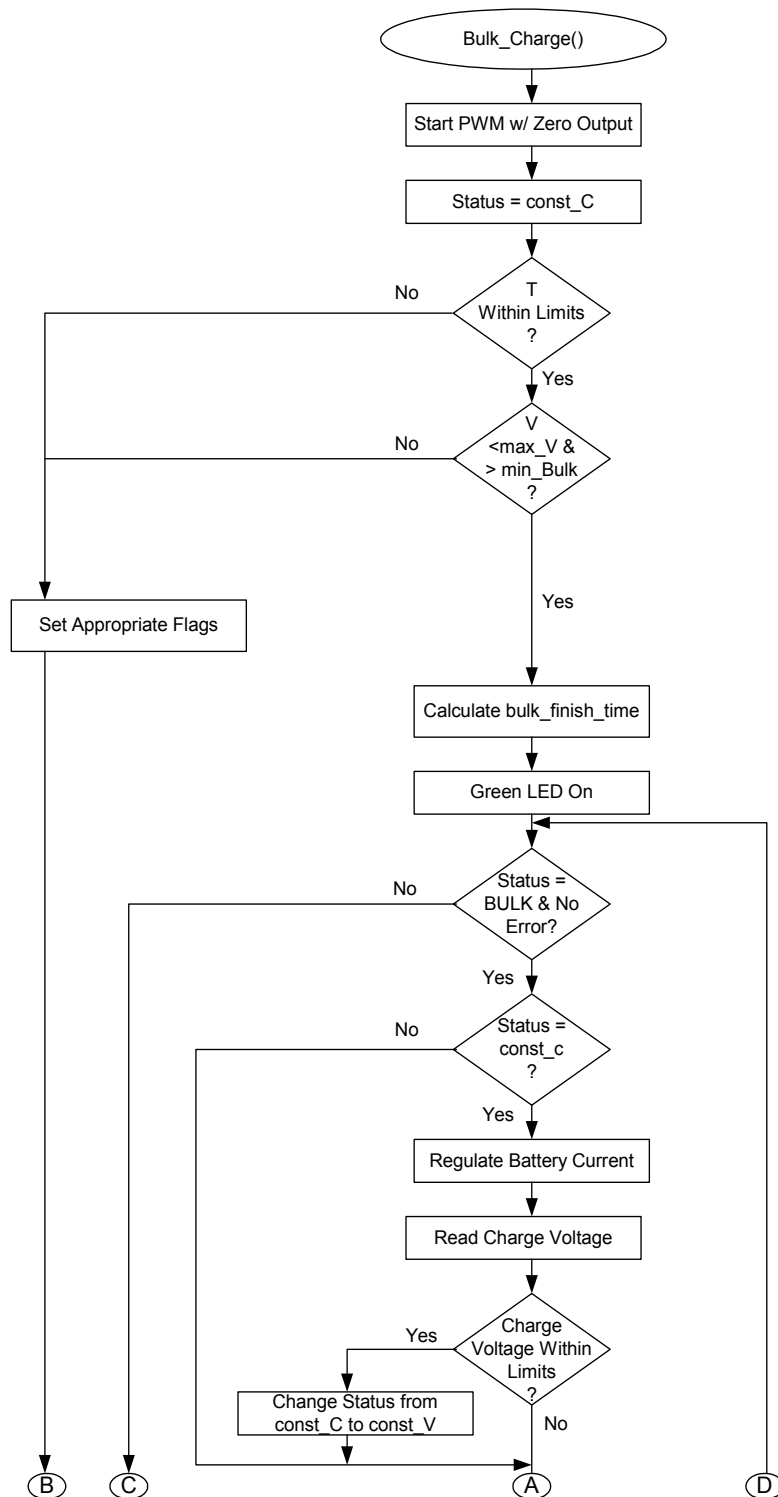 Bulk_Charge()
Start PWM w/ Zero Output
Status = const_C
No
T
Within Limits
?
Yes
No
V
<max_V &
> min_Bulk
?
Yes
Set Appropriate Flags
Calculate bulk_finish_time
Green LED On
No
Status =
BULK & No
Error?
Yes
No
Status =
const_c
?
Yes
Regulate Battery Current
Read Charge Voltage
Yes
Charge
Voltage Within
Limits
?
Change Status from
const_C to const_V
No
B
C
A
D